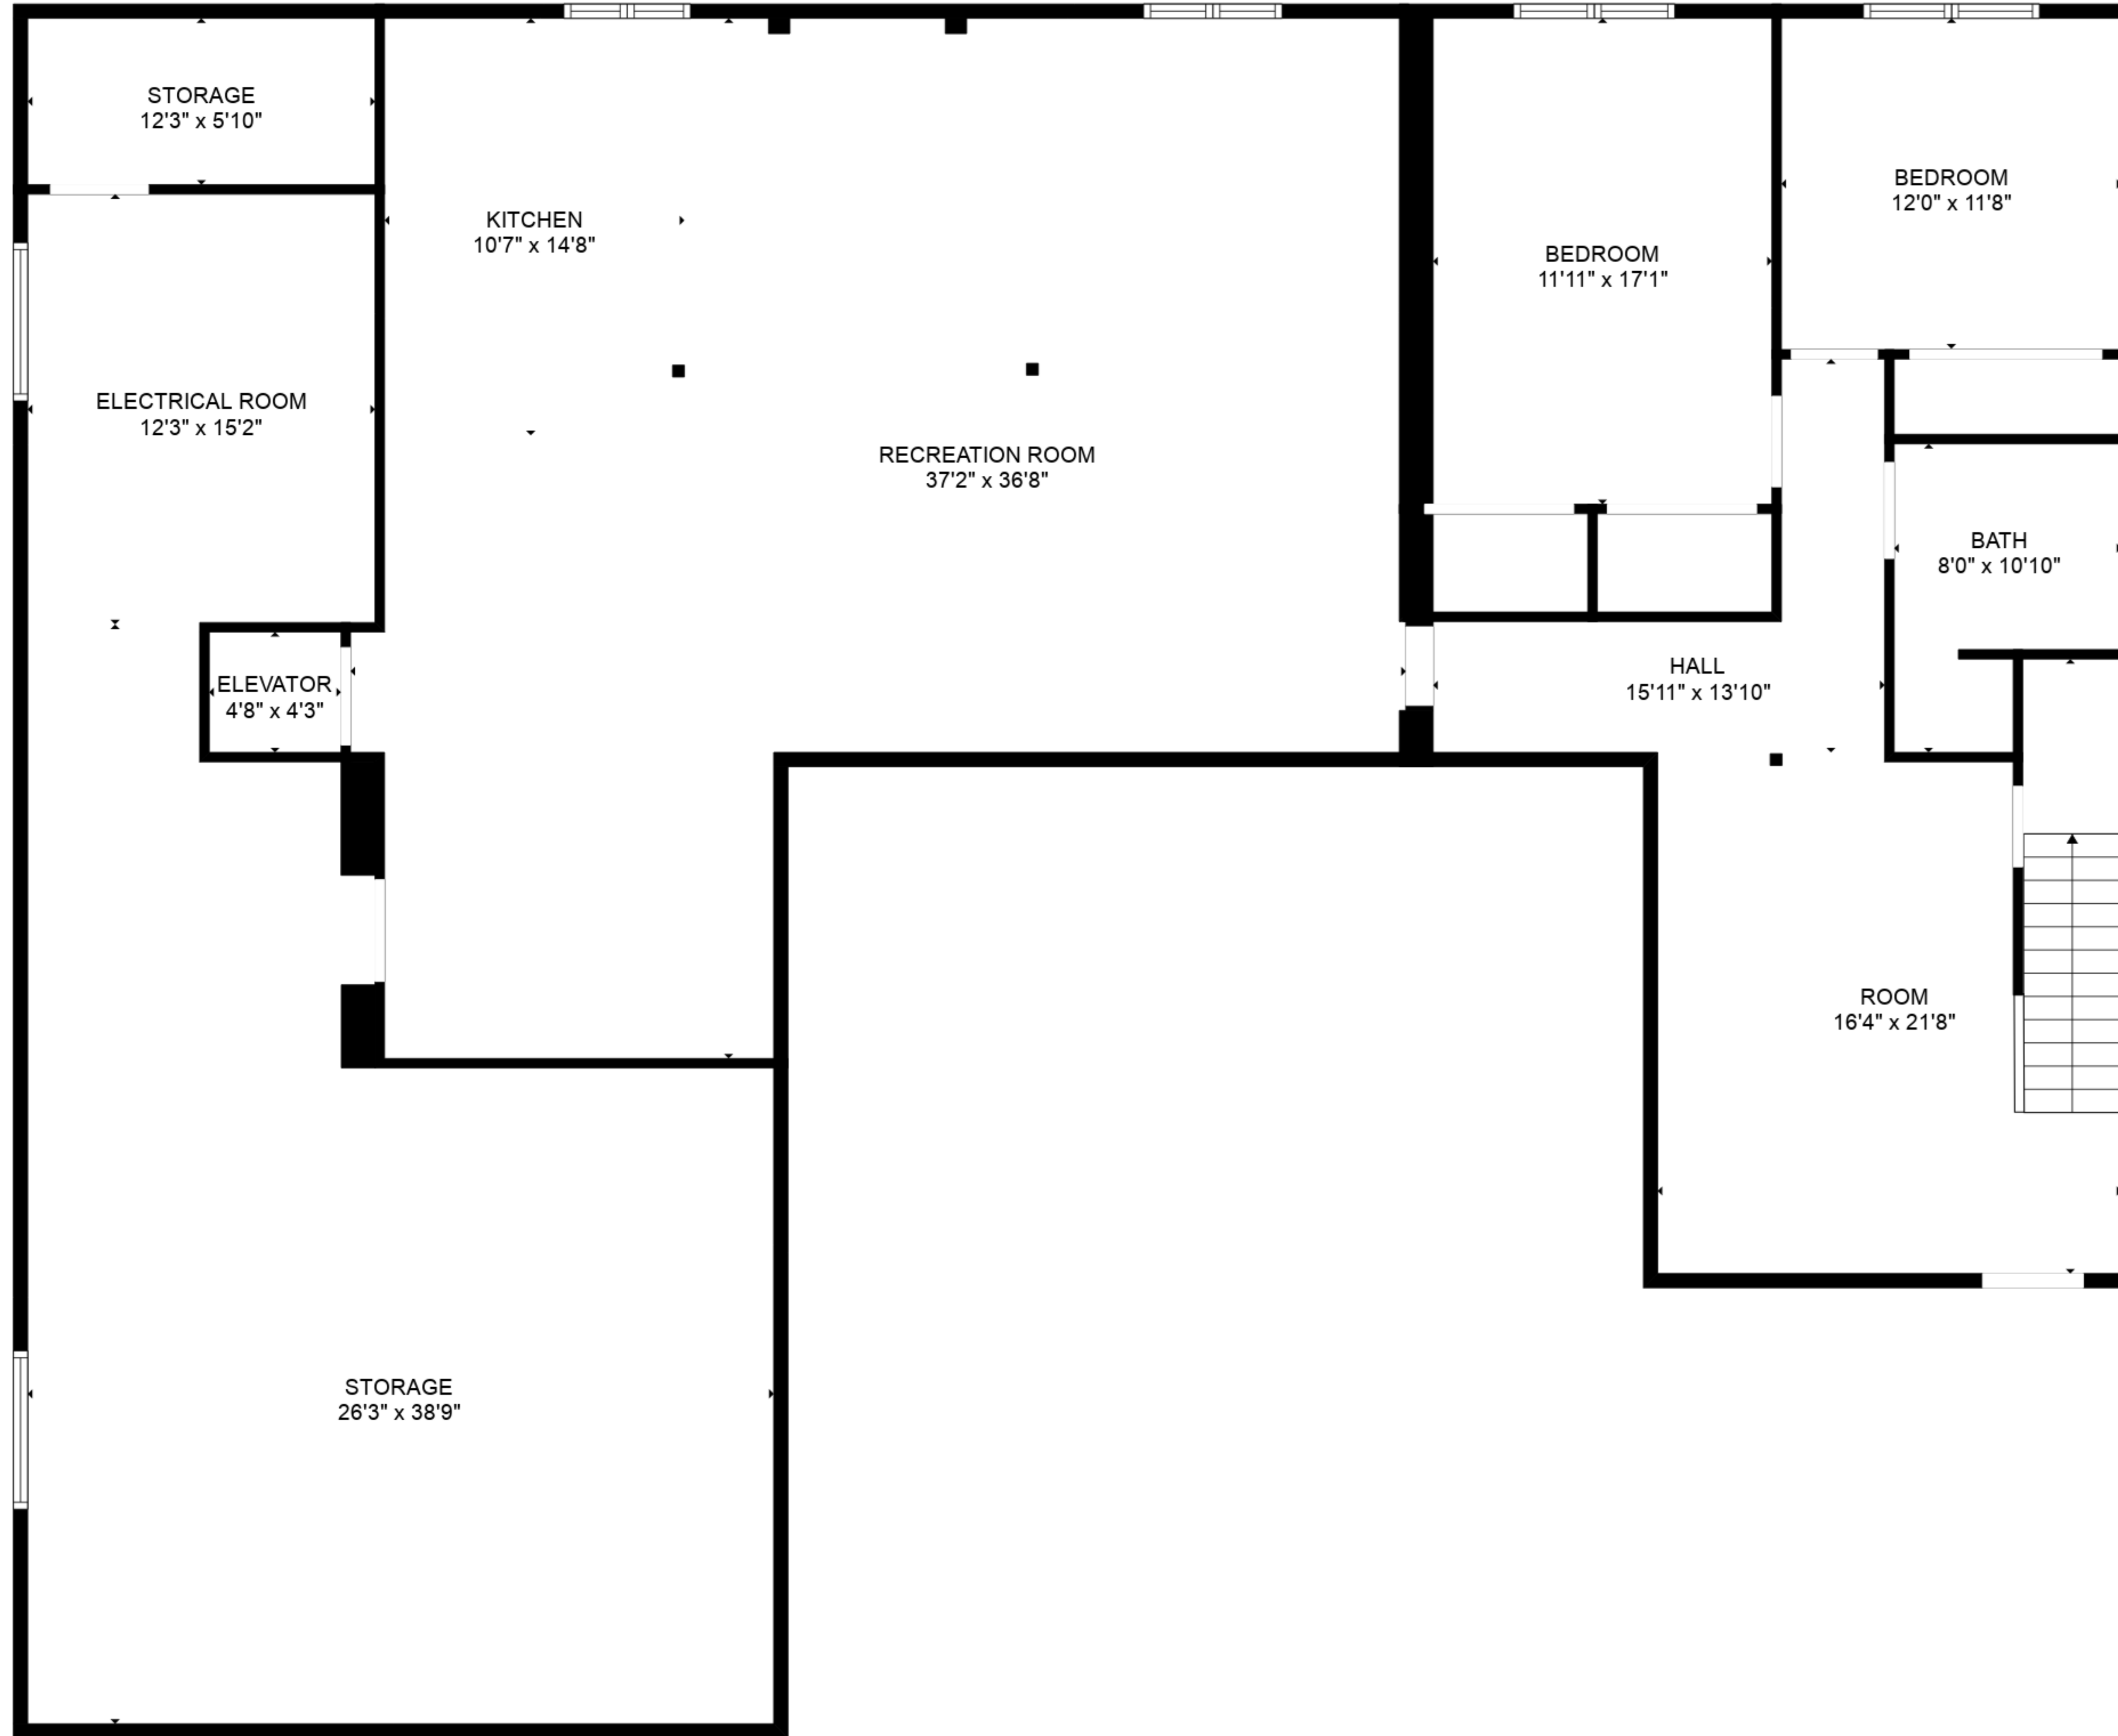 STORAGE
12'3" x 5'10"
KITCHEN
10'7" x 14'8"
BEDROOM
12'0" x 11'8"
BEDROOM
11'11" x 17'1"
ELECTRICAL ROOM
12'3" x 15'2"
RECREATION ROOM
37'2" x 36'8"
BATH
8'0" x 10'10"
ELEVATOR
4'8" x 4'3"
HALL
15'11" x 13'10"
ROOM
16'4" x 21'8"
STORAGE
26'3" x 38'9"